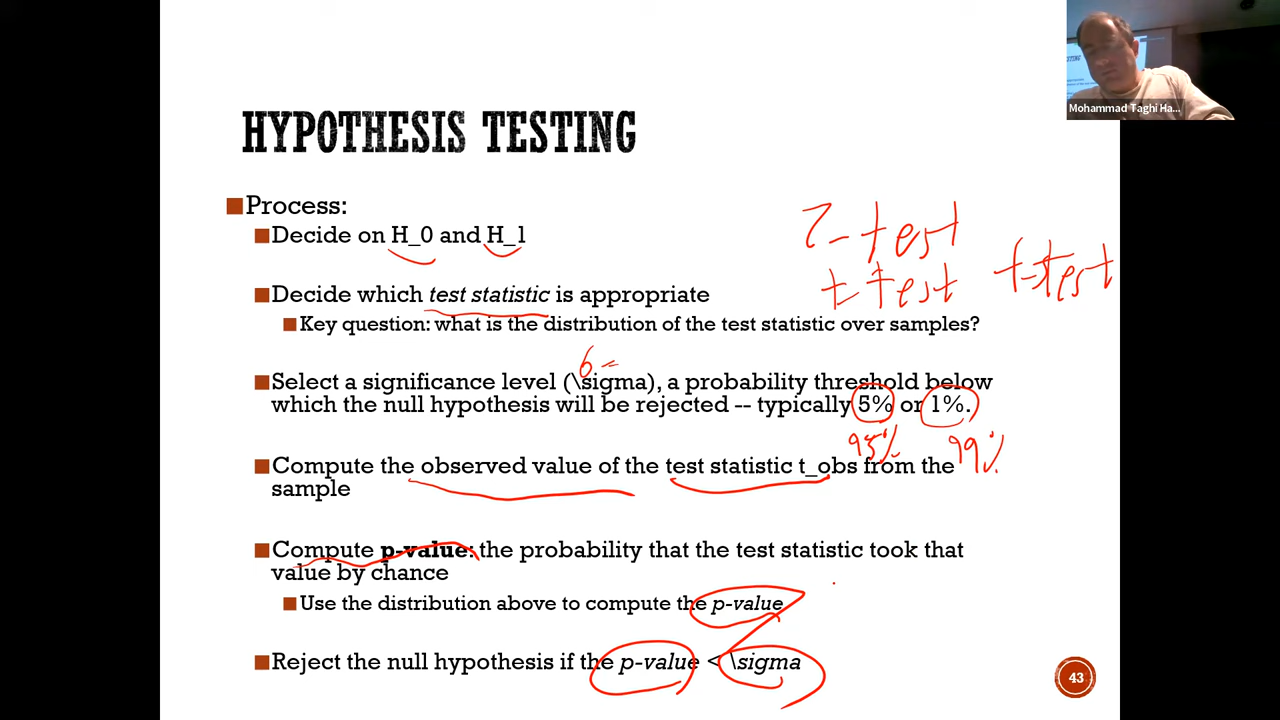 Mohammad Taghi Ha...
HYPOTHESIS TESTING
Process:
Decide on H_0 and H_1
Z-test
t-test t-test
Decide which test statistic is appropriate
Key question: what is the distribution of the test statistic over samples?
Select a significance level (\sigma), a probability threshold below
which the null hypothesis will be rejected -- typically 5% or 1%.
95% 99%
Compute the observed value of the test statistic t_obs from the
sample
Compute p-value: the probability that the test statistic took that
value by chance
Use the distribution above to compute the p-value
Reject the null hypothesis if the p-value < \sigma
43